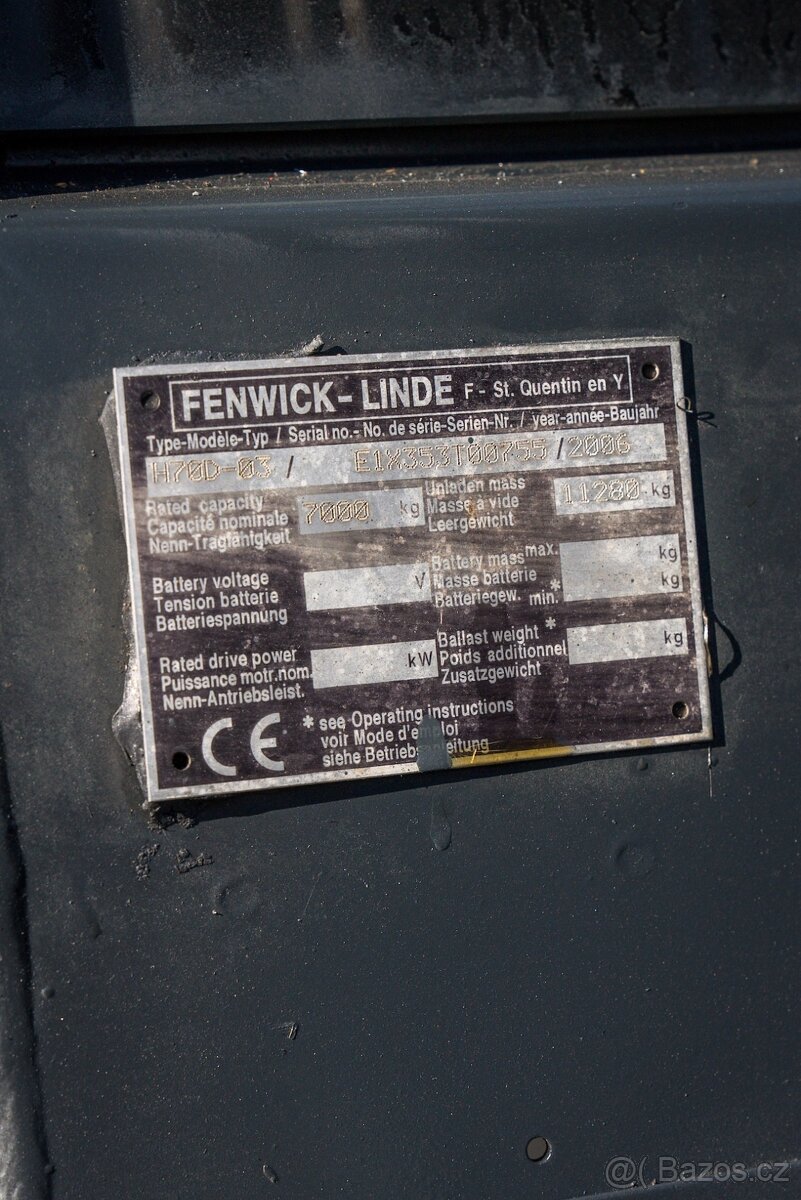 FENWICK-LINDE F - St. Quentin en Y
Type-Modèle-Typ / Serial no.-No. de série-Serien-Nr. / year-année-Baujahr
H70D-03 / E1X353T00755 /2006
Rated capacity
Capacité nominale
Nenn-Tragfähigkeit
7000 kg
Unladen mass
Masse à vide
Leergewicht
11280 kg
Battery voltage
Tension batterie
Batteriespannung
V
Battery mass max.
Masse batterie
Batteriegew. min.*
kg
kg
Rated drive power
Puissance motr.nom.
Nenn-Antriebsleist.
kW
Ballast weight *
Poids additionnel
Zusatzgewicht
kg
CE
* see Operating instructions
voir Mode d'emploi
siehe
@( Bazos.cz